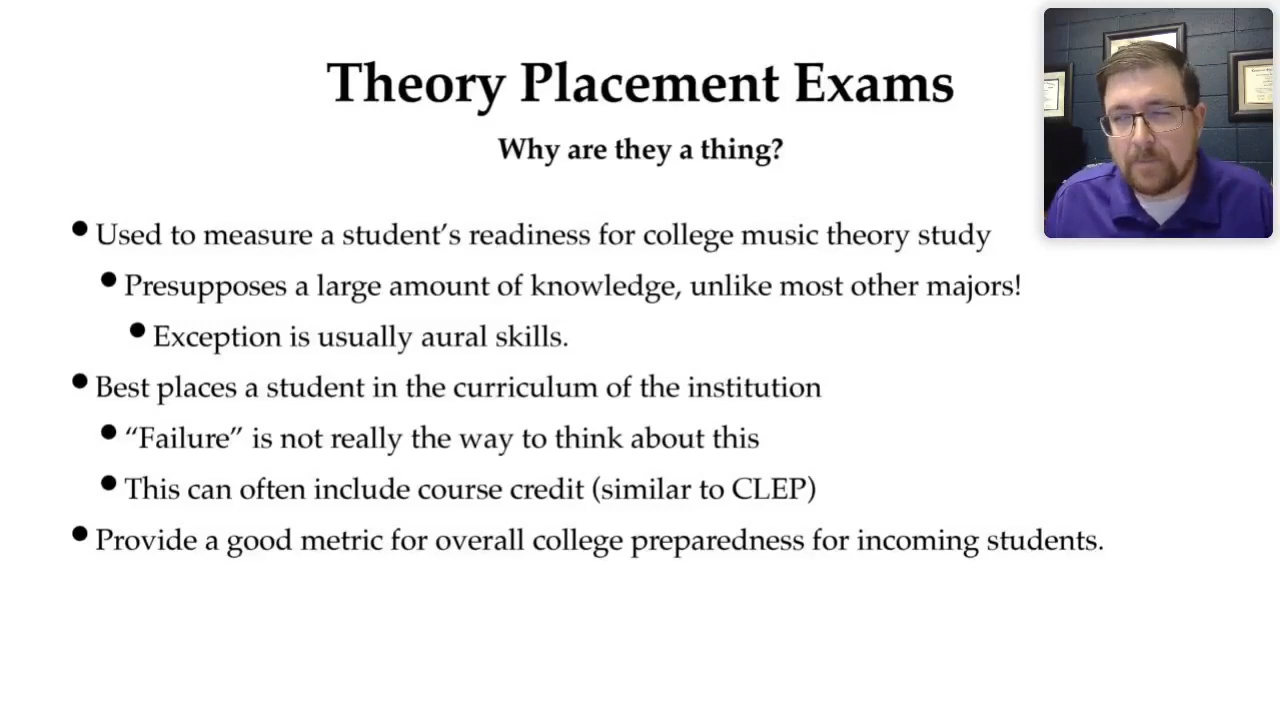 Theory Placement Exams
Why are they a thing?
• Used to measure a student’s readiness for college music theory study
• Presupposes a large amount of knowledge, unlike most other majors!
• Exception is usually aural skills.
• Best places a student in the curriculum of the institution
• “Failure” is not really the way to think about this
• This can often include course credit (similar to CLEP)
• Provide a good metric for overall college preparedness for incoming students.